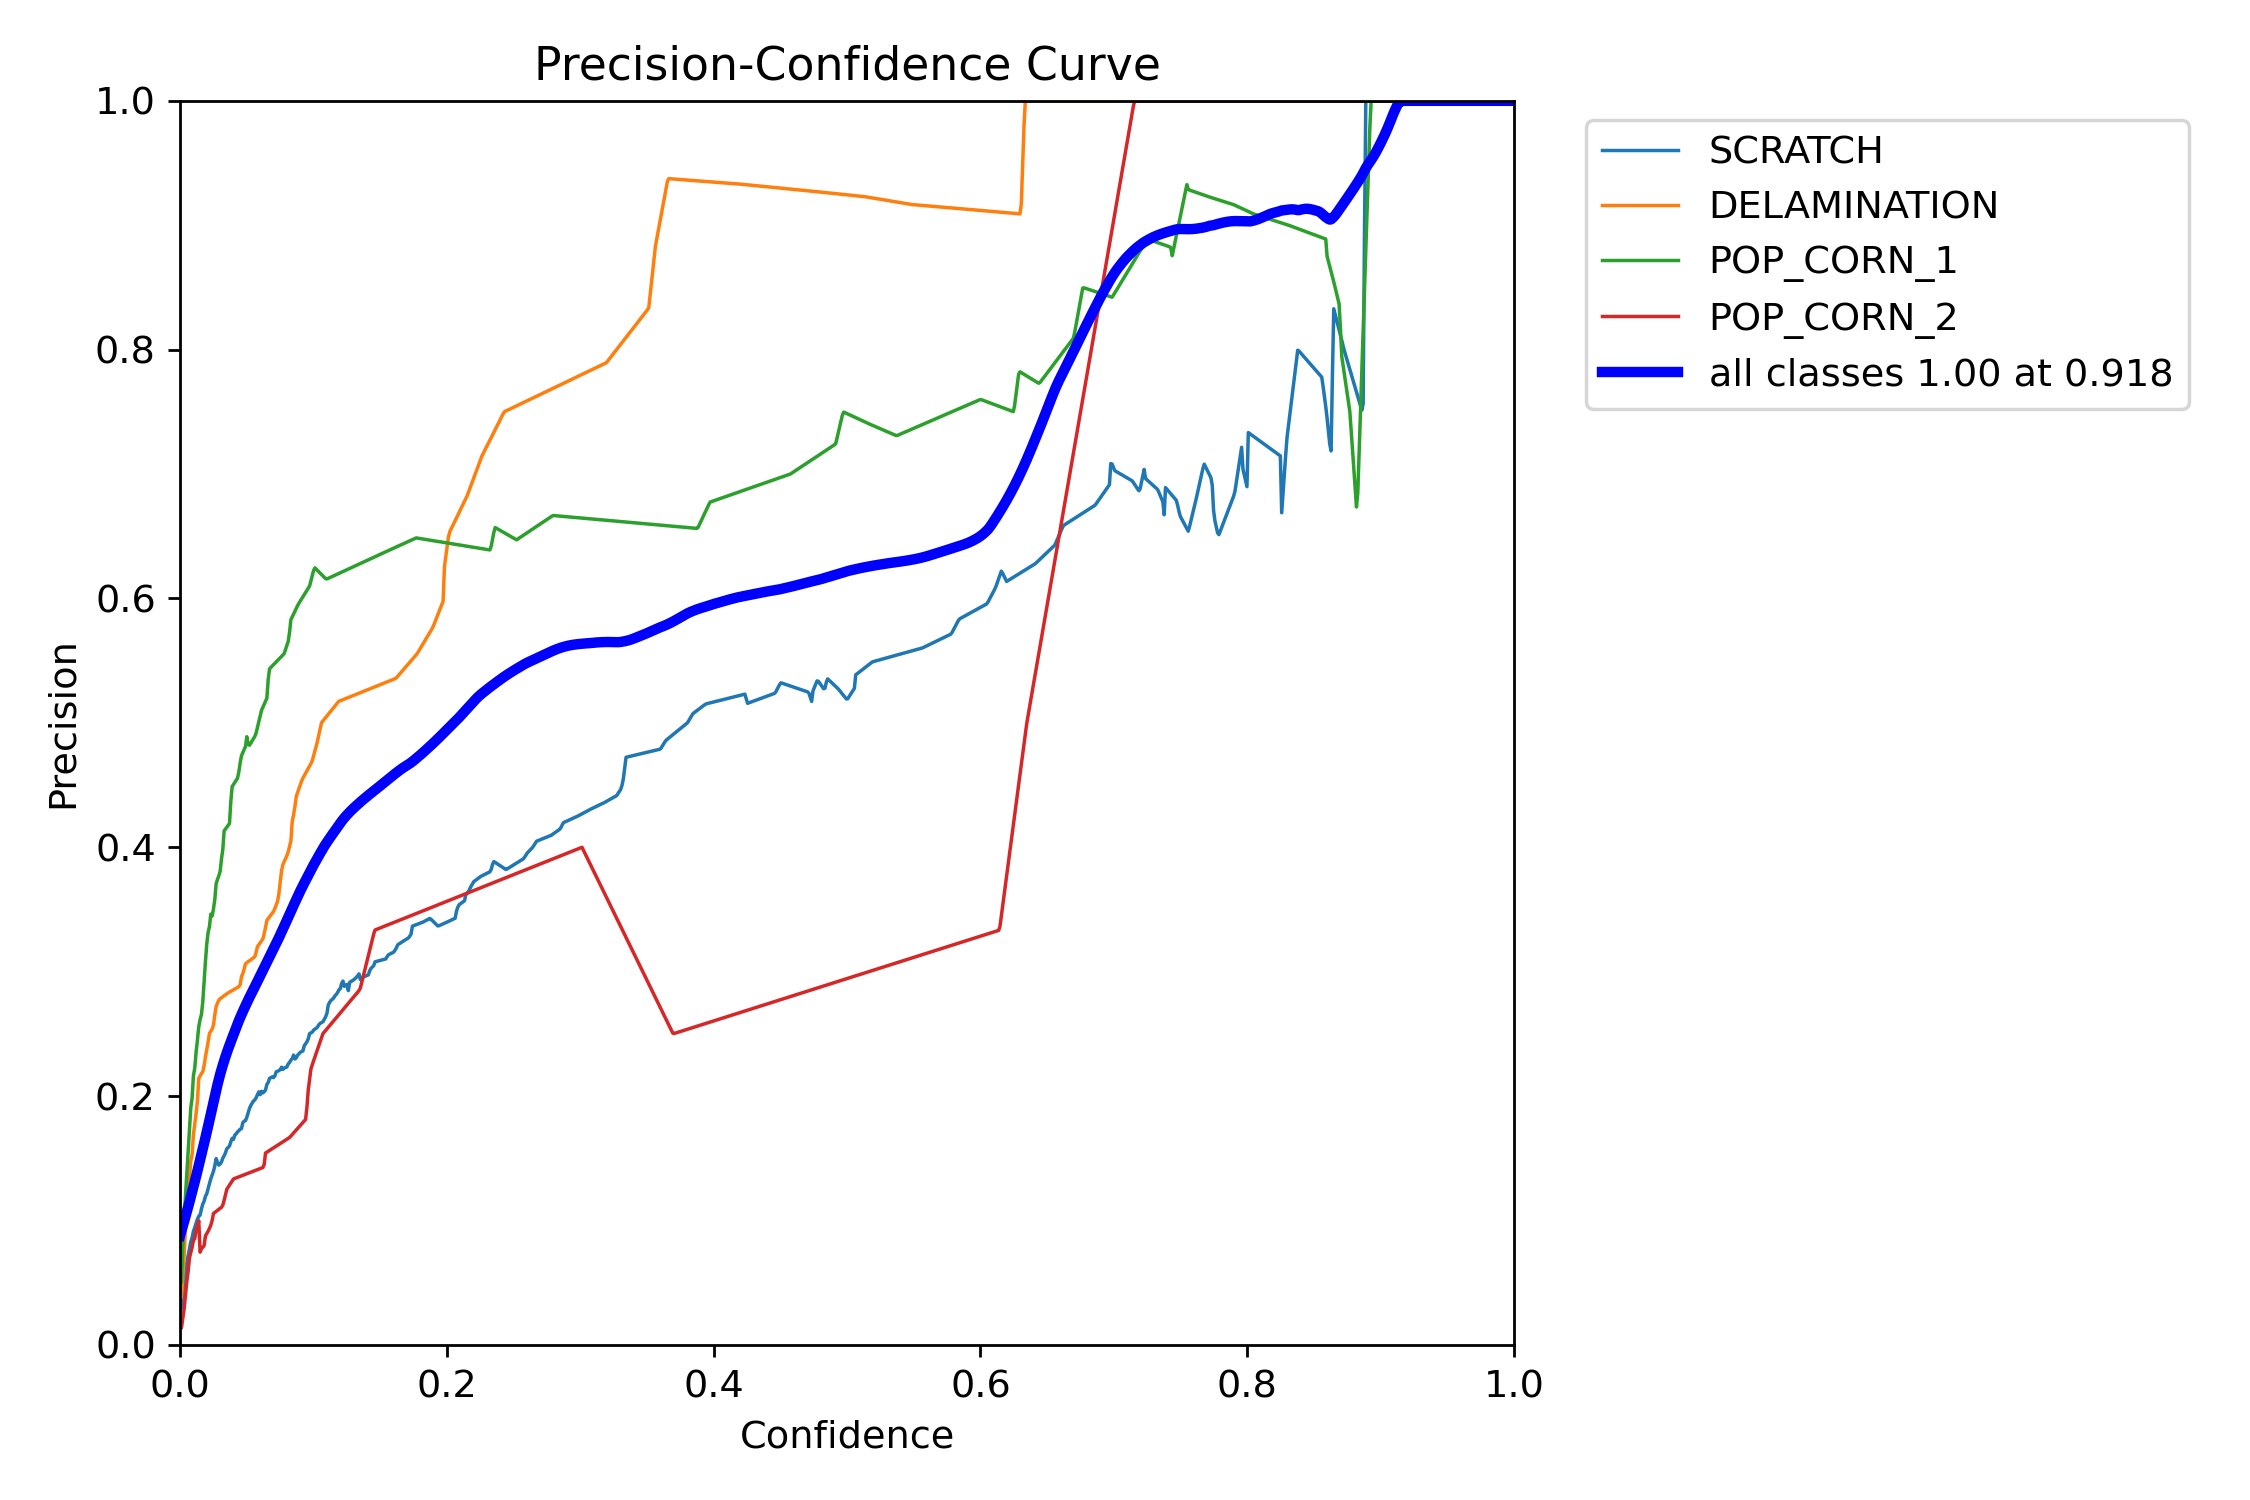 Precision-Confidence Curve
1.0
0.8
0.6
0.4
0.2
0.0
Precision
0.0 0.2 0.4 0.6 0.8 1.0
Confidence
SCRATCH
DELAMINATION
POP_CORN_1
POP_CORN_2
all classes 1.00 at 0.918